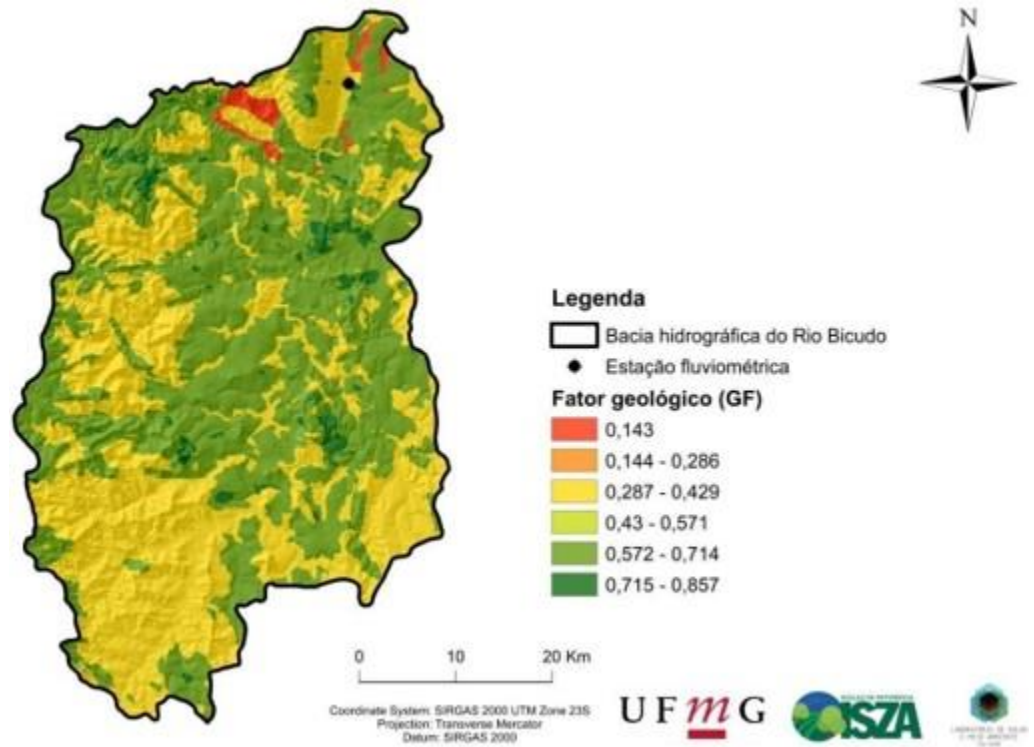 N
Legenda
Bacia hidrográfica do Rio Bicudo
Estação fluviométrica
Fator geológico (GF)
0,143
0,144 - 0,286
0,287 - 0,429
0,43 - 0,571
0,572 - 0,714
0,715 - 0,857
0 10 20 Km
Coordinate System: SIRGAS 2000 UTM Zone 23S
Projection: Transverse Mercator
Datum: SIRGAS 2000
UFmG
ISZA